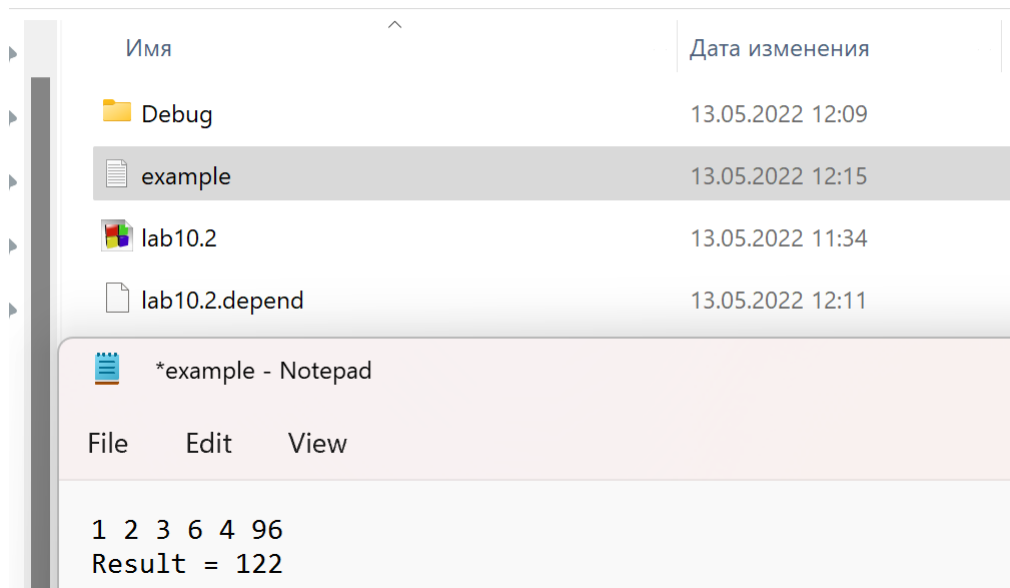 Имя Дата изменения
Debug 13.05.2022 12:09
example 13.05.2022 12:15
lab10.2 13.05.2022 11:34
lab10.2.depend 13.05.2022 12:11
*example - Notepad
File Edit View
1 2 3 6 4 96
Result = 122